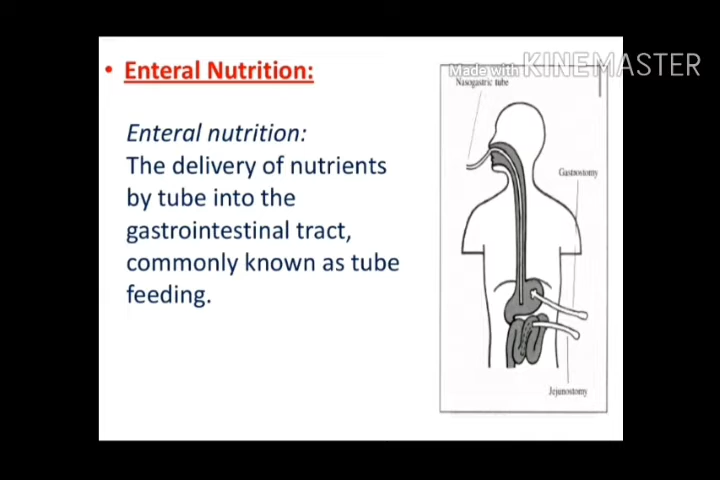 • Enteral Nutrition:
Enteral nutrition:
The delivery of nutrients
by tube into the
gastrointestinal tract,
commonly known as tube
feeding.
Made with KINEMASTER
Nasogastric tube
Gastrostomy
Jejunostomy